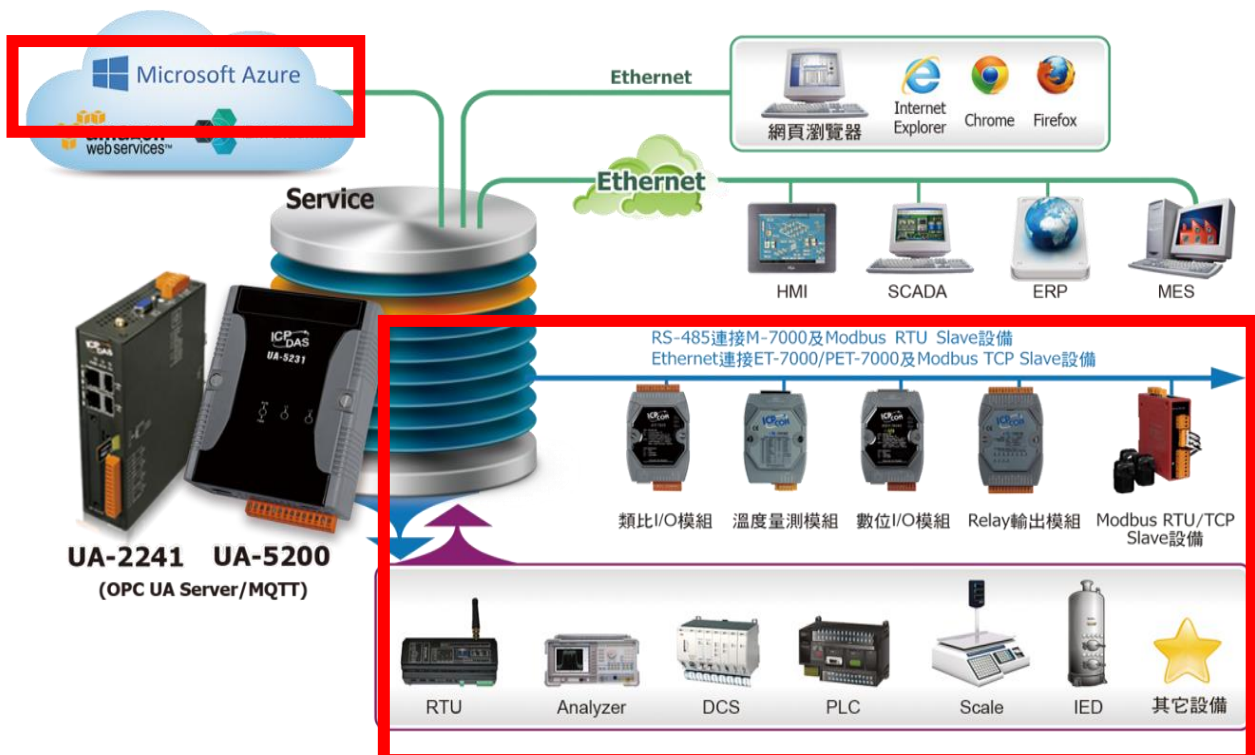 Microsoft Azure
amazon
webservices™
Ethernet
網頁瀏覽器
Internet
Explorer
Chrome
Firefox
Ethernet
Service
HMI
SCADA
ERP
MES
ICP
DAS
UA-5231
RS-485連接M-7000及Modbus RTU Slave設備
Ethernet連接ET-7000/PET-7000及Modbus TCP Slave設備
類比I/O模組
溫度量測模組
數位I/O模組
Relay輸出模組
Modbus RTU/TCP
Slave設備
UA-2241
UA-5200
(OPC UA Server/MQTT)
RTU
Analyzer
DCS
PLC
Scale
IED
其它設備